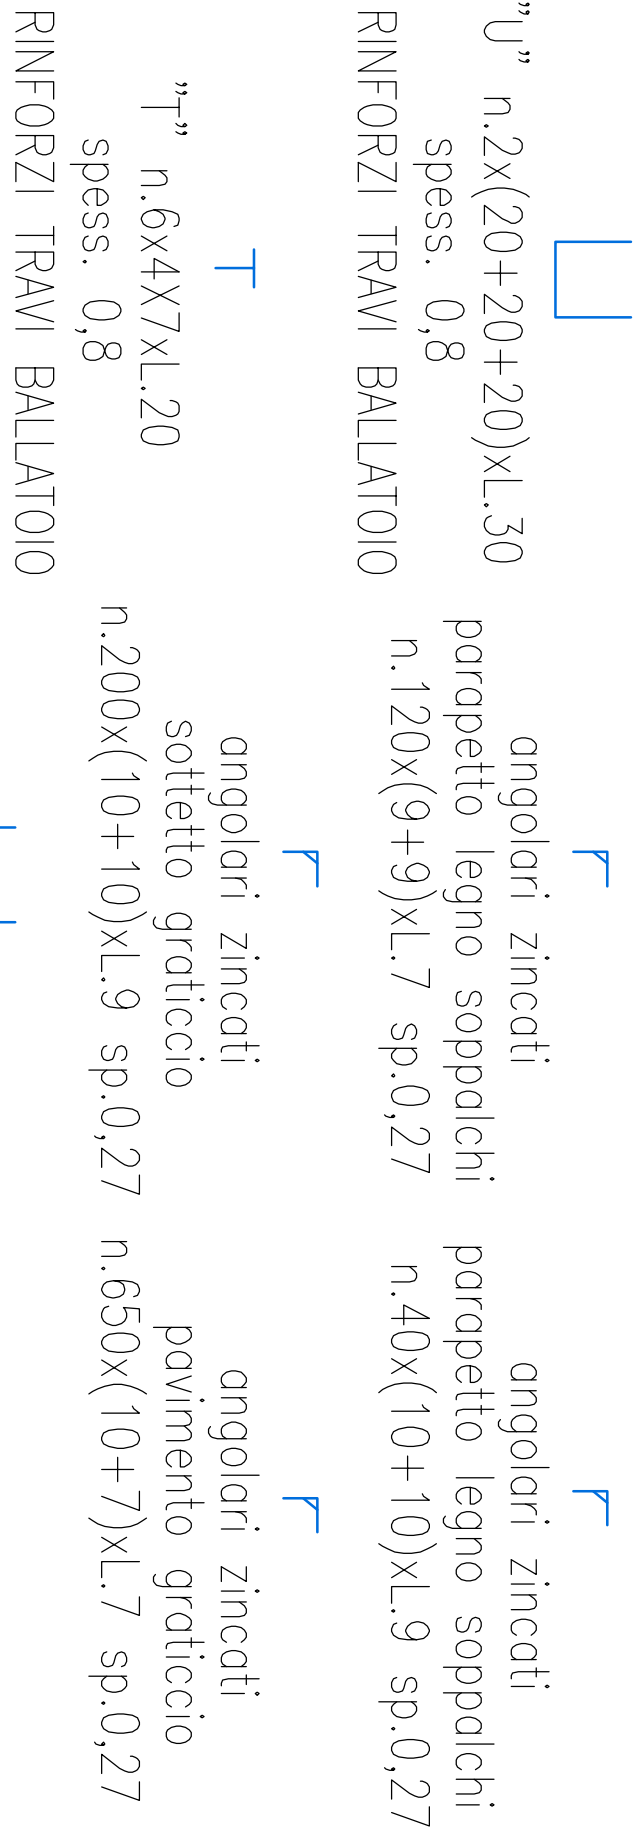 "U" n.2x(20+20+20)xL.30
spess. 0,8
RINFORZI TRAVI BALLATOIO
angolari zincati
parapetto legno soppalchi
n.120x(9+9)xL.7 sp.0,27
angolari zincati
parapetto legno soppalchi
n.40x(10+10)xL.9 sp.0,27
"T" n.6x4X7xL.20
spess. 0,8
RINFORZI TRAVI BALLATOIO
angolari zincati
sottetto graticcio
n.200x(10+10)xL.9 sp.0,27
angolari zincati
pavimento graticcio
n.650x(10+7)xL.7 sp.0,27